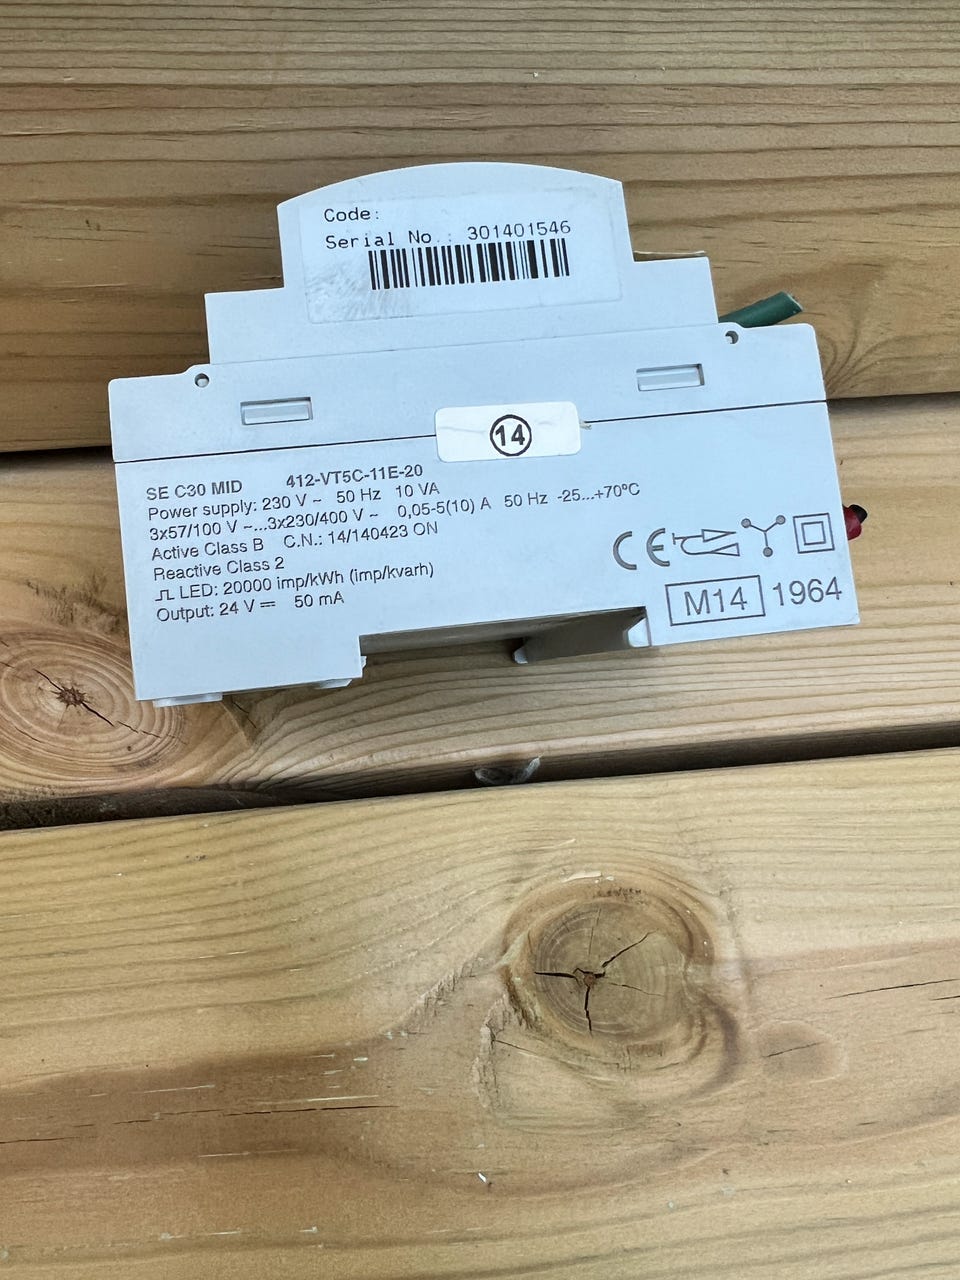 Code:
Serial No.: 301401546
14
SE C30 MID 412-VT5C-11E-20
Power supply: 230 V ~ 50 Hz 10 VA
3x57/100 V ~...3x230/400 V ~ 0,05-5(10) A 50 Hz -25...+70°C
Active Class B C.N.: 14/140423 ON
Reactive Class 2
LED: 20000 imp/kWh (imp/kvarh)
Output: 24 V ⎓ 50 mA
CE
M14 1964